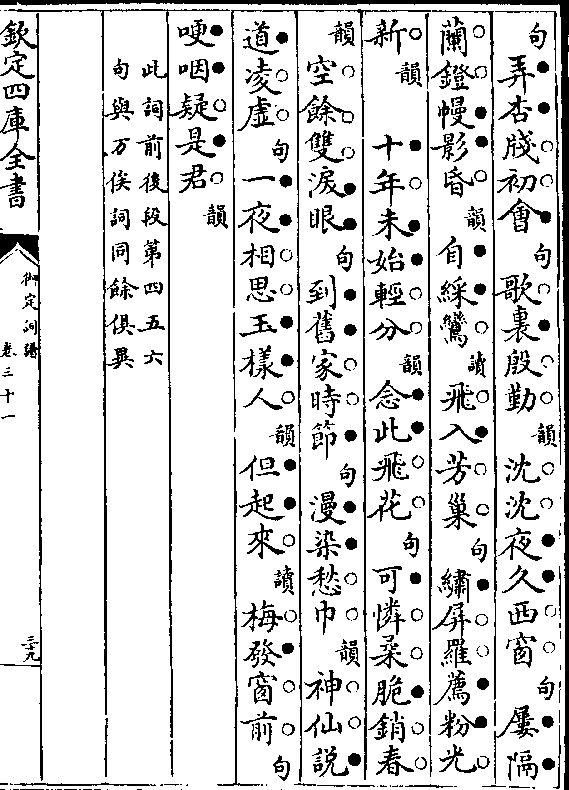 句弄杏牋初會句歌裏殷勤韻沈沈夜久西窗句屢隔
蘭鐙幔影昏韻自綵鸞讀飛入芳巢句繡屏羅薦粉光
新韻十年未始輕分韻念此飛花句可憐柔脆銷春
韻空餘雙淚眼句到舊家時節句漫染愁巾韻神仙說
道凌虛句一夜相思玉樣人韻但起來讀梅發窗前句
哽咽疑是君韻
此詞前後段第四五六
句與万俟詞同餘俱異
欽定四庫全書
御定詞譜
卷三十一
三十九